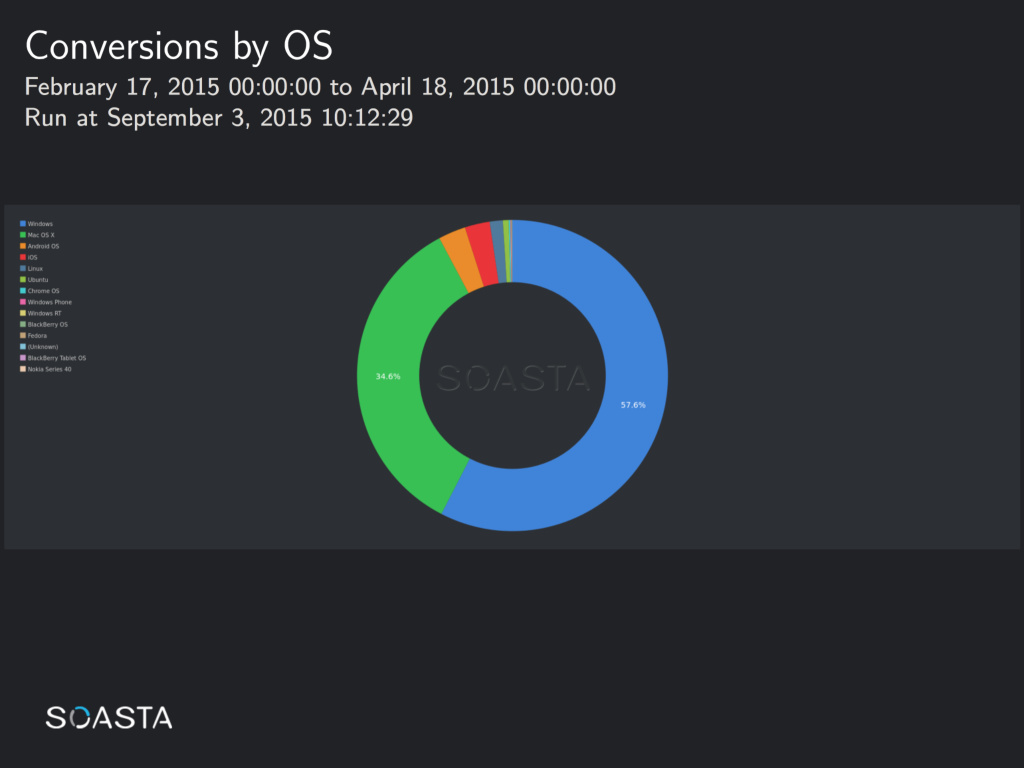 Conversions by OS
February 17, 2015 00:00:00 to April 18, 2015 00:00:00
Run at September 3, 2015 10:12:29
Windows
Mac OS X
Android OS
iOS
Linux
Ubuntu
Chrome OS
Windows Phone
Windows RT
BlackBerry OS
Fedora
(Unknown)
BlackBerry Tablet OS
Nokia Series 40
34.6%
SOASTA
57.6%
SOASTA